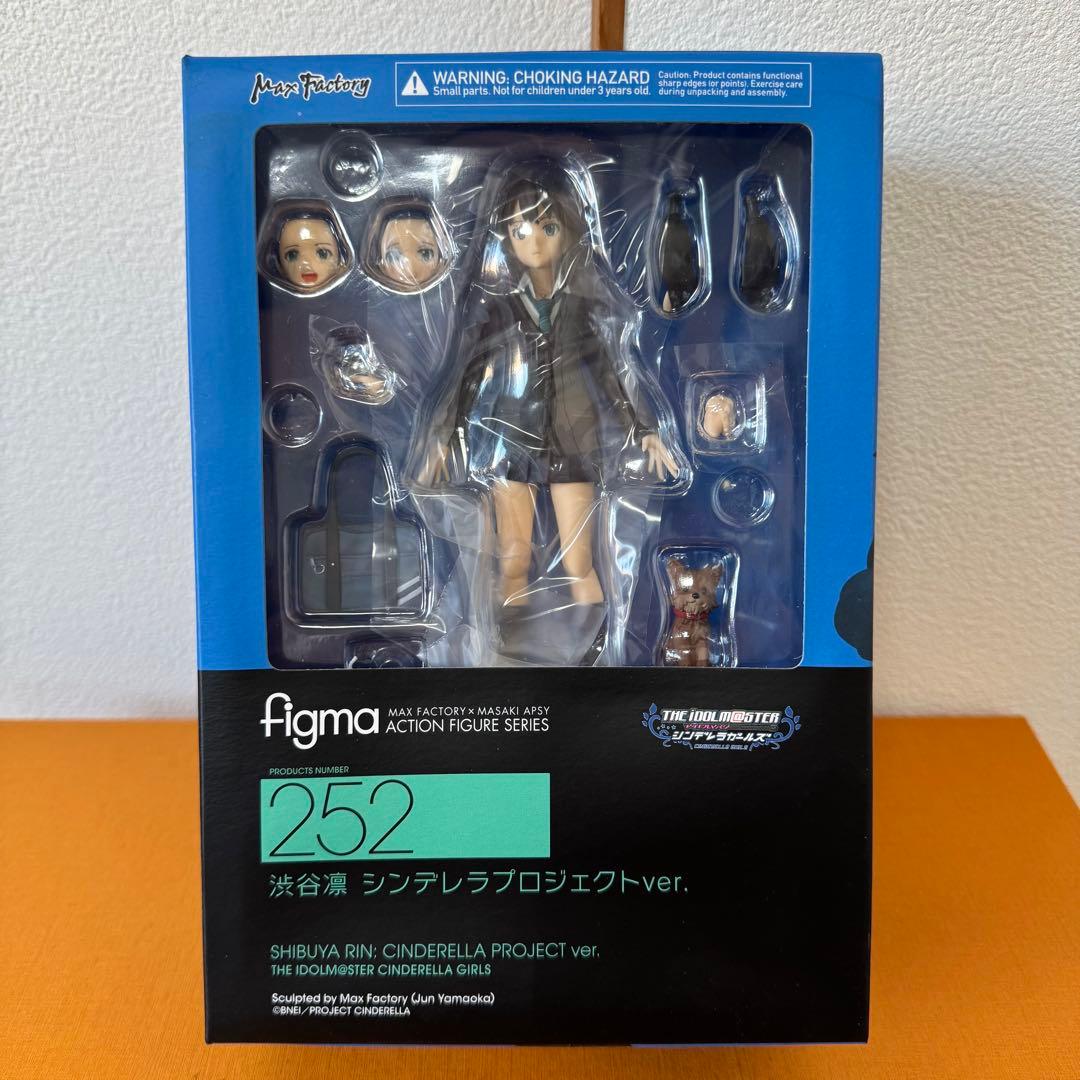 Max Factory
WARNING: CHOKING HAZARD
Small parts. Not for children under 3 years old.
Caution: Product contains functional
sharp edges (or points). Exercise care
during unpacking and assembly.
figma
MAX FACTORY × MASAKI APSY
ACTION FIGURE SERIES
THE iDOLM@STER
シンデレラガールズ
CINDERELLA GIRLS
PRODUCTS NUMBER
252
渋谷凛 シンデレラプロジェクトver.
SHIBUYA RIN: CINDERELLA PROJECT ver.
THE IDOLM@STER CINDERELLA GIRLS
Sculpted by Max Factory (Jun Yamaoka)
©BNEI/PROJECT CINDERELLA